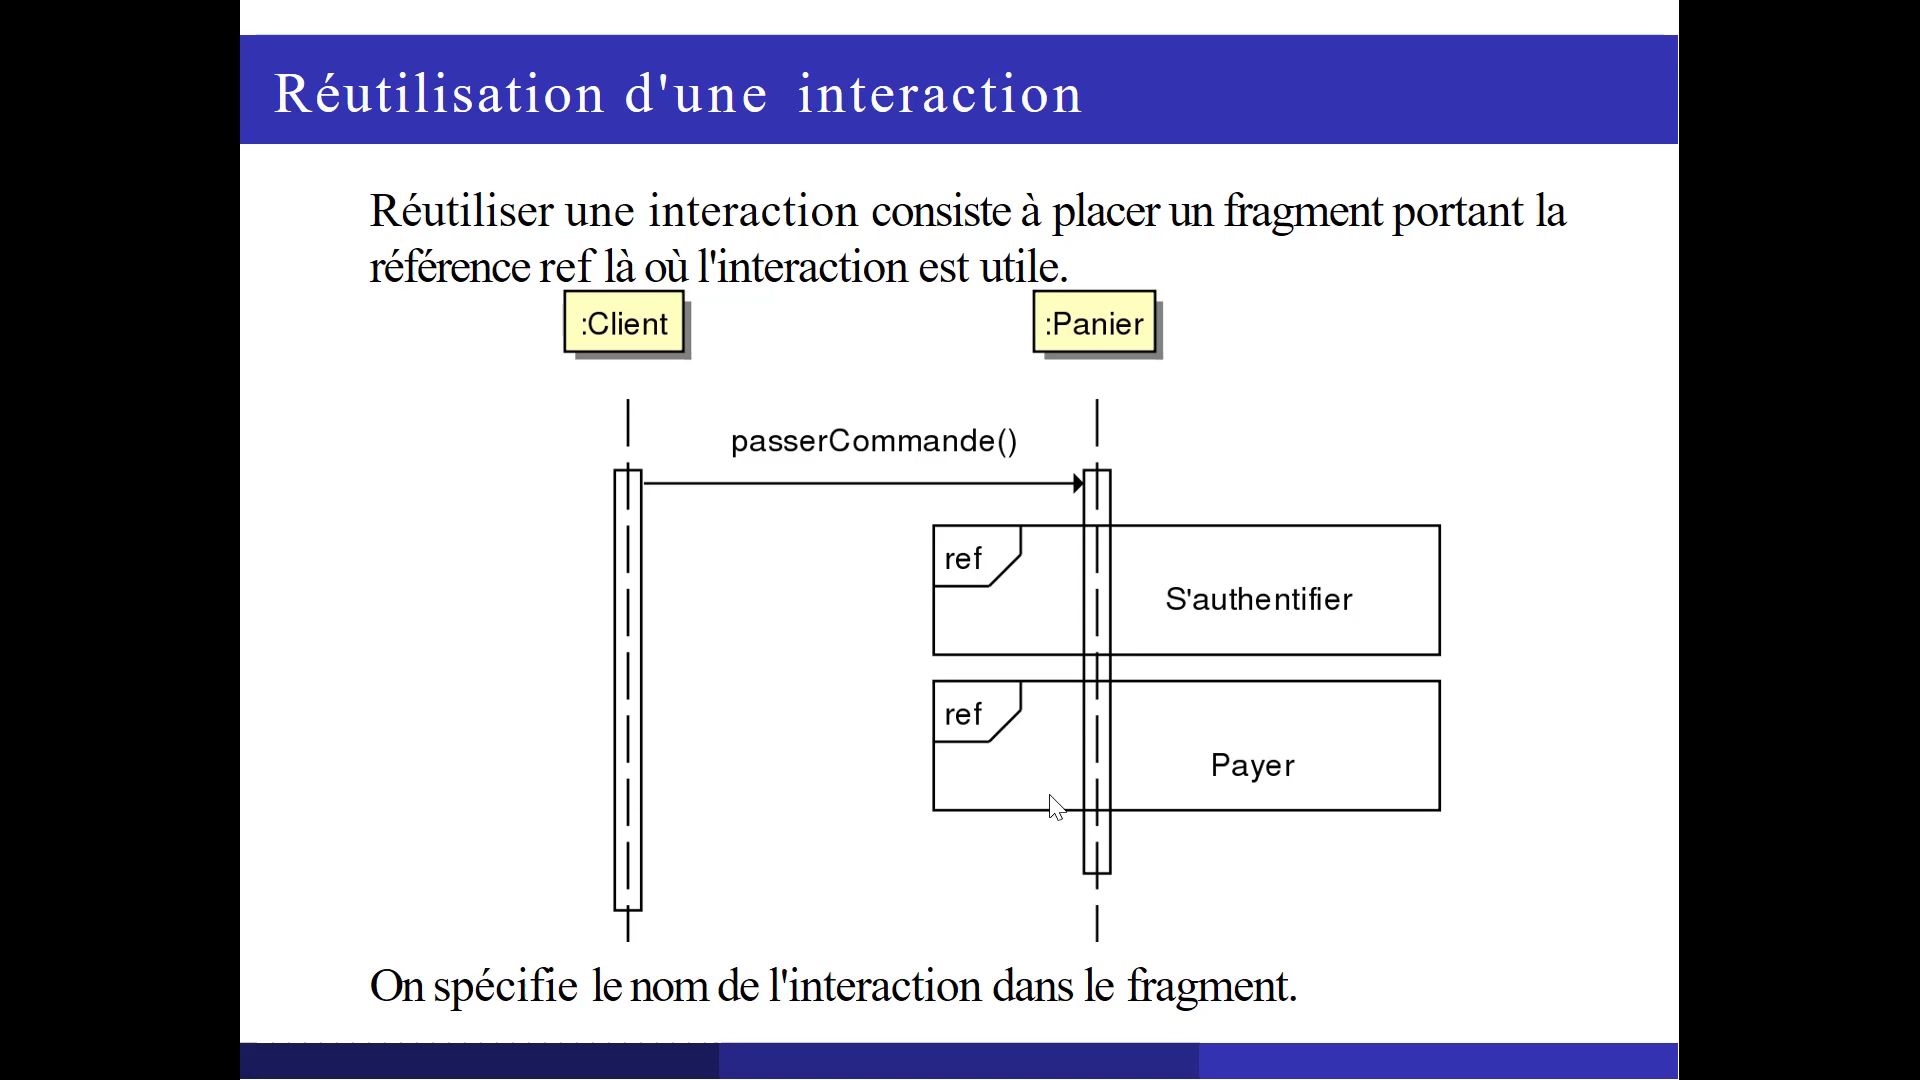 Réutilisation d'une interaction
Réutiliser une interaction consiste à placer un fragment portant la
référence ref là où l'interaction est utile.
:Client
:Panier
passerCommande()
ref
S'authentifier
ref
Payer
On spécifie le nom de l'interaction dans le fragment.